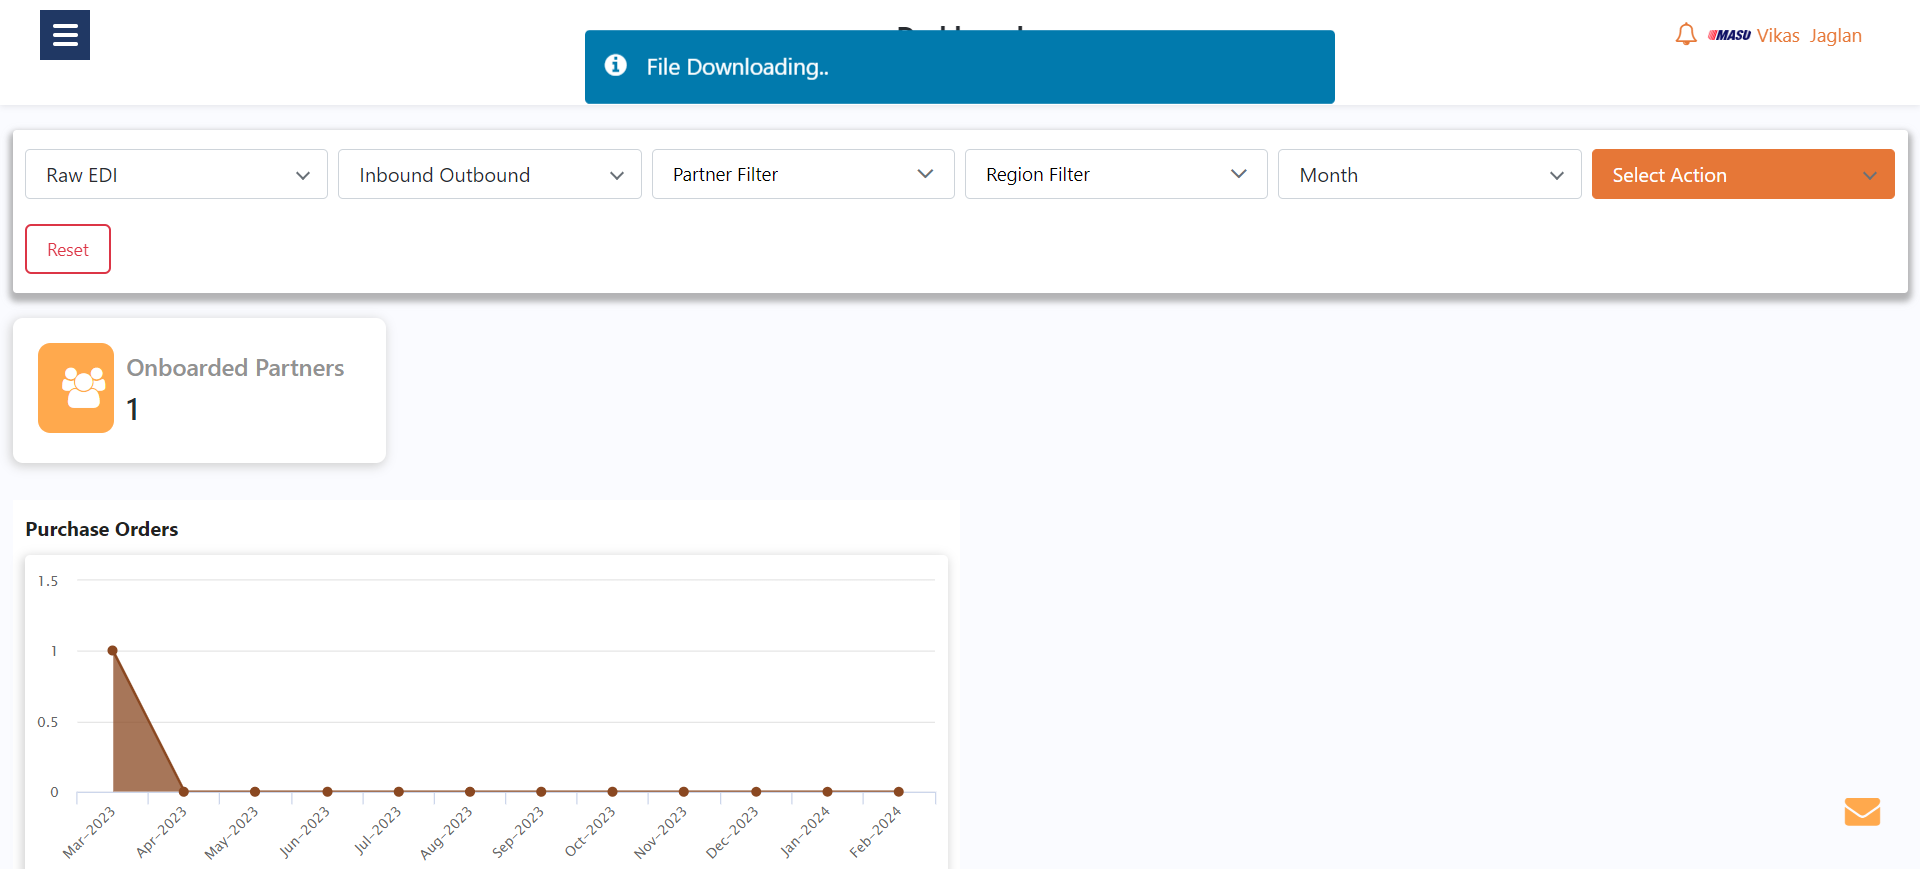 File Downloading..
MASU Vikas Jaglan
Raw EDI
Inbound Outbound
Partner Filter
Region Filter
Month
Select Action
Reset
Onboarded Partners
1
Purchase Orders
1.5
1
0.5
0
Mar-2023
Apr-2023
May-2023
Jun-2023
Jul-2023
Aug-2023
Sep-2023
Oct-2023
Nov-2023
Dec-2023
Jan-2024
Feb-2024